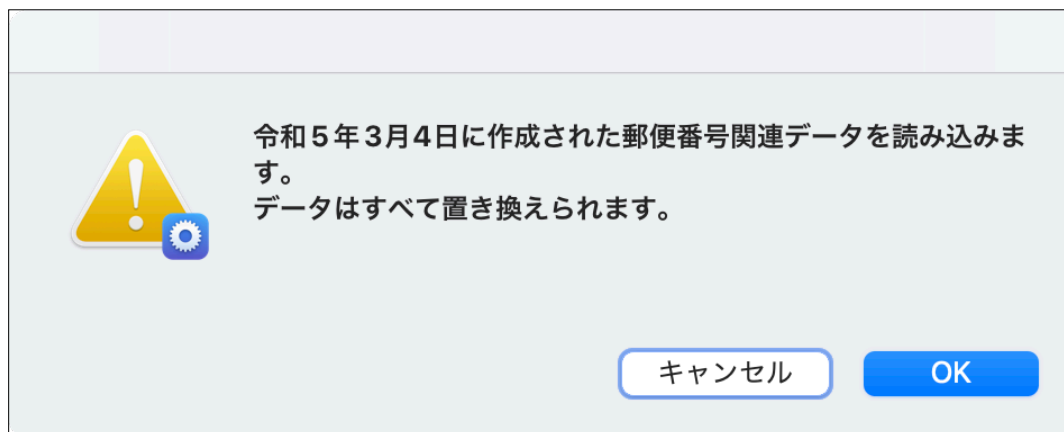 令和５年3月4日に作成された郵便番号関連データを読み込みま
す。
データはすべて置き換えられます。
キャンセル
OK